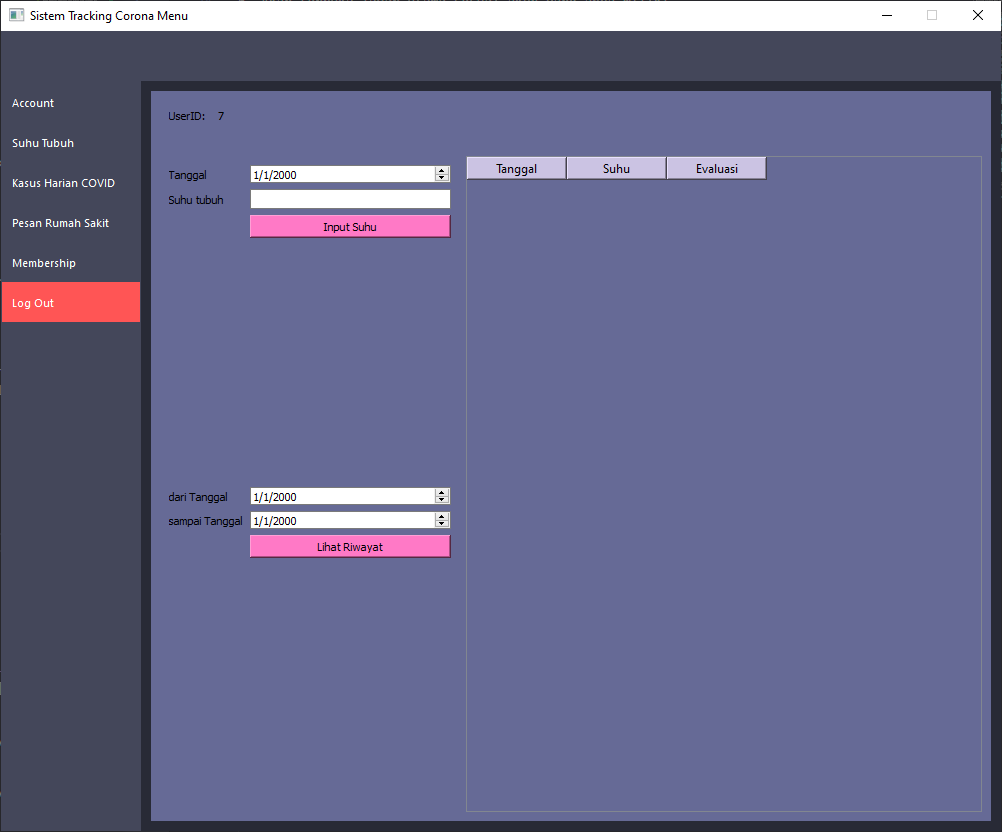 Sistem Tracking Corona Menu
Account
Suhu Tubuh
Kasus Harian COVID
Pesan Rumah Sakit
Membership
Log Out
UserID: 7
Tanggal 1/1/2000
Suhu tubuh
Input Suhu
dari Tanggal 1/1/2000
sampai Tanggal 1/1/2000
Lihat Riwayat
Tanggal Suhu Evaluasi